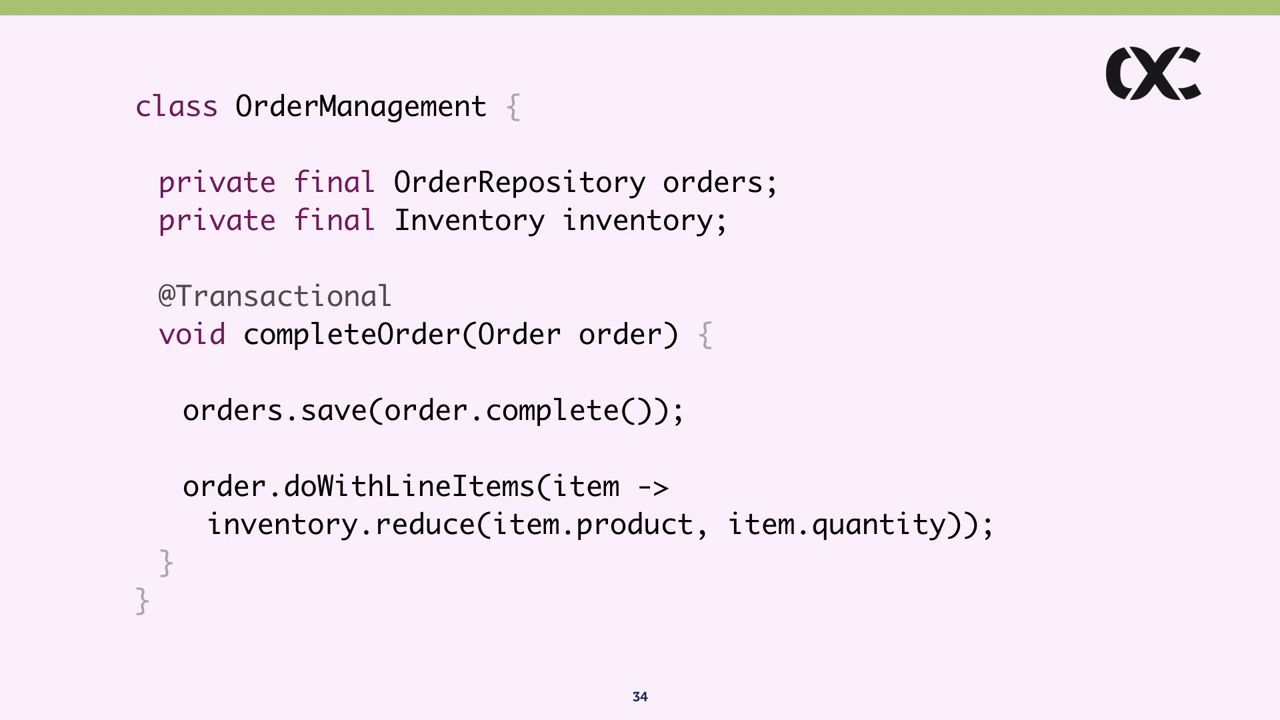 class OrderManagement {
private final OrderRepository orders;
private final Inventory inventory;
@Transactional
void completeOrder(Order order) {
orders.save(order.complete());
order.doWithLineItems(item ->
inventory.reduce(item.product, item.quantity));
}
}
34